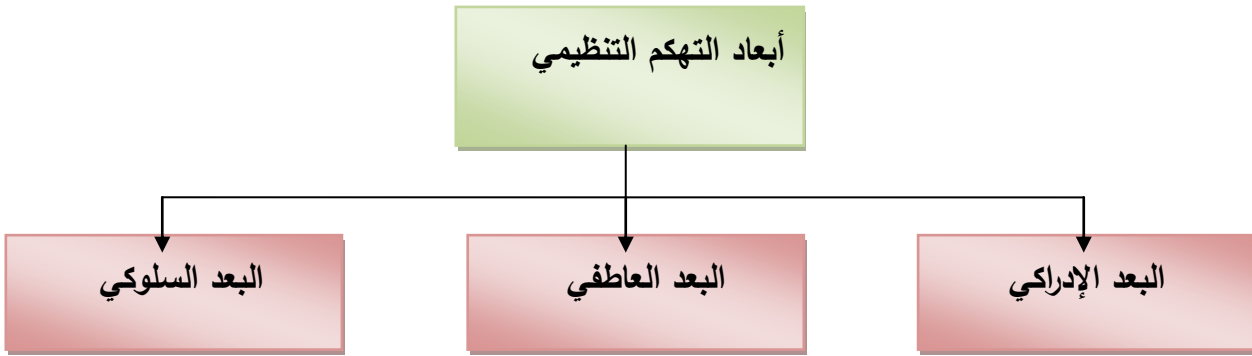 أبعاد التهكم التنظيمي
البعد الإدراكي
البعد العاطفي
البعد السلوكي